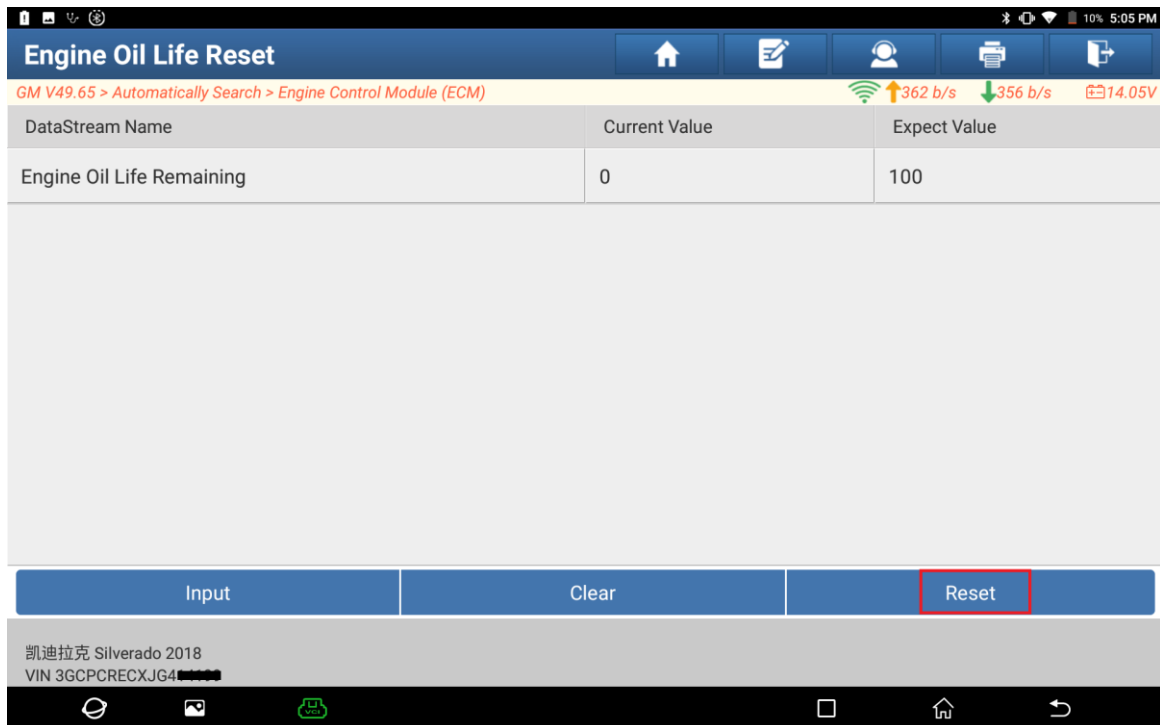 10% 5:05 PM
Engine Oil Life Reset
GM V49.65 > Automatically Search > Engine Control Module (ECM) 362 b/s 356 b/s 14.05V
DataStream Name Current Value Expect Value
Engine Oil Life Remaining 0 100
Input Clear Reset
凯迪拉克 Silverado 2018
VIN 3GCPCRECXJG4
VCI